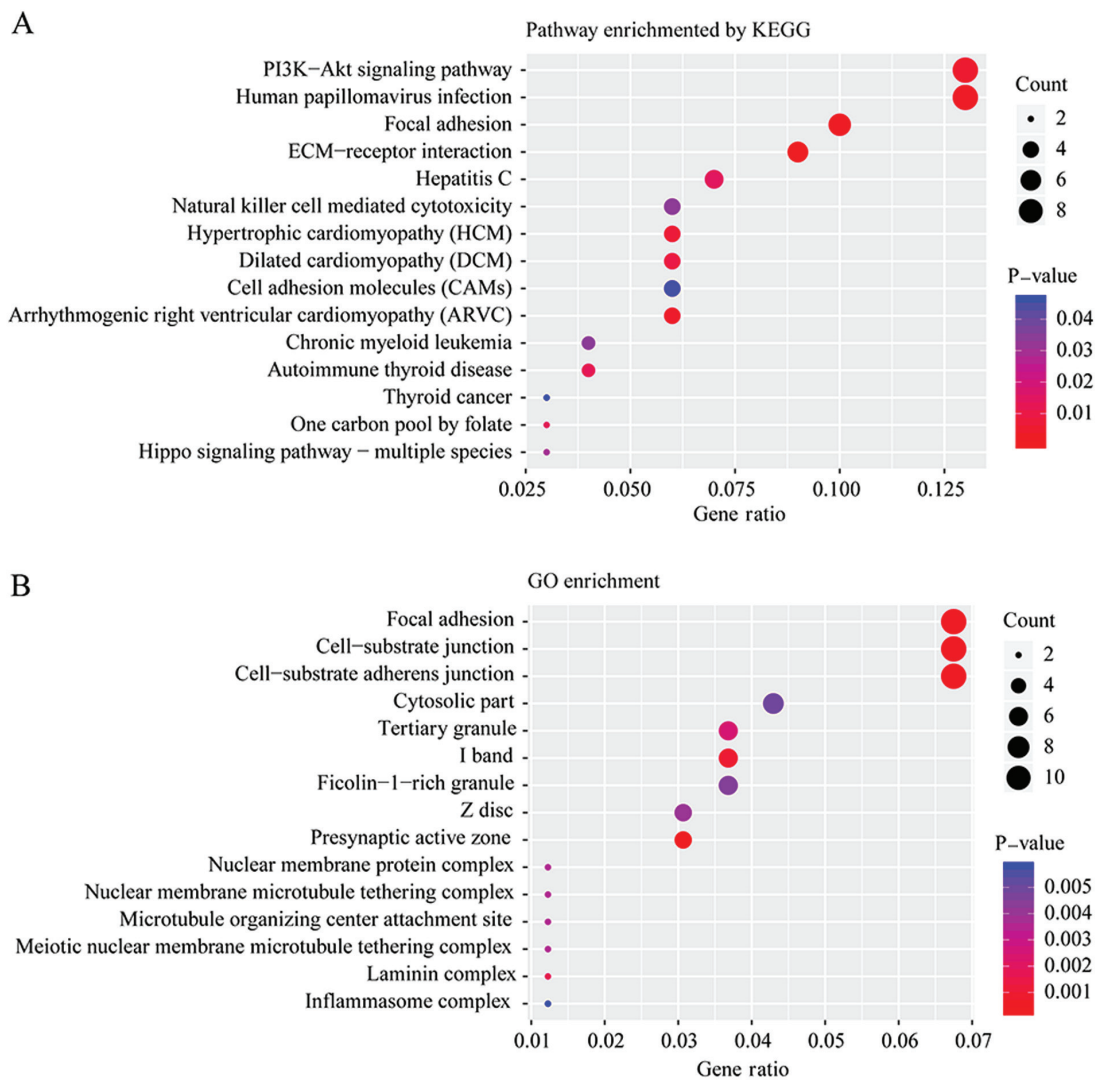 A
Pathway enrichmented by KEGG
PI3K−Akt signaling pathway
Human papillomavirus infection
Focal adhesion
ECM−receptor interaction
Hepatitis C
Natural killer cell mediated cytotoxicity
Hypertrophic cardiomyopathy (HCM)
Dilated cardiomyopathy (DCM)
Cell adhesion molecules (CAMs)
Arrhythmogenic right ventricular cardiomyopathy (ARVC)
Chronic myeloid leukemia
Autoimmune thyroid disease
Thyroid cancer
One carbon pool by folate
Hippo signaling pathway − multiple species
0.025 0.050 0.075 0.100 0.125
Gene ratio
Count
2
4
6
8
P−value
0.04
0.03
0.02
0.01
B
GO enrichment
Focal adhesion
Cell−substrate junction
Cell−substrate adherens junction
Cytosolic part
Tertiary granule
I band
Ficolin−1−rich granule
Z disc
Presynaptic active zone
Nuclear membrane protein complex
Nuclear membrane microtubule tethering complex
Microtubule organizing center attachment site
Meiotic nuclear membrane microtubule tethering complex
Laminin complex
Inflammasome complex
0.01 0.02 0.03 0.04 0.05 0.06 0.07
Gene ratio
Count
2
4
6
8
10
P−value
0.005
0.004
0.003
0.002
0.001